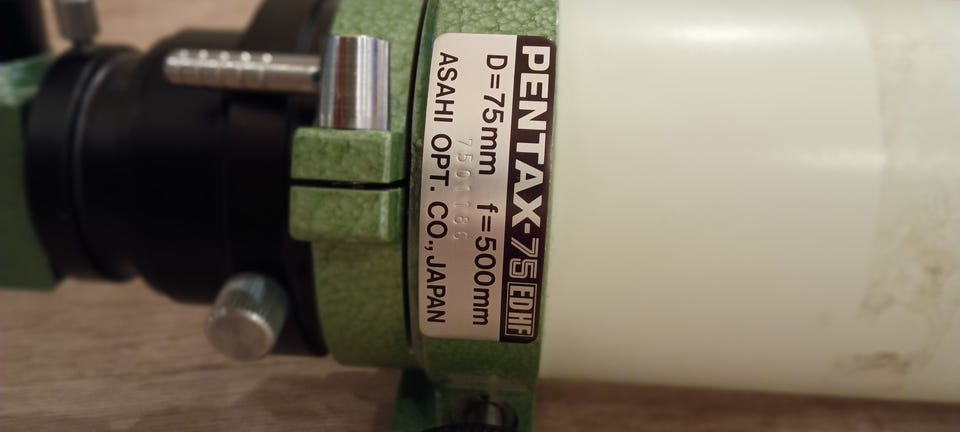 PENTAX-75 EDHF
D=75mm f=500mm
ASAHI OPT. CO., JAPAN